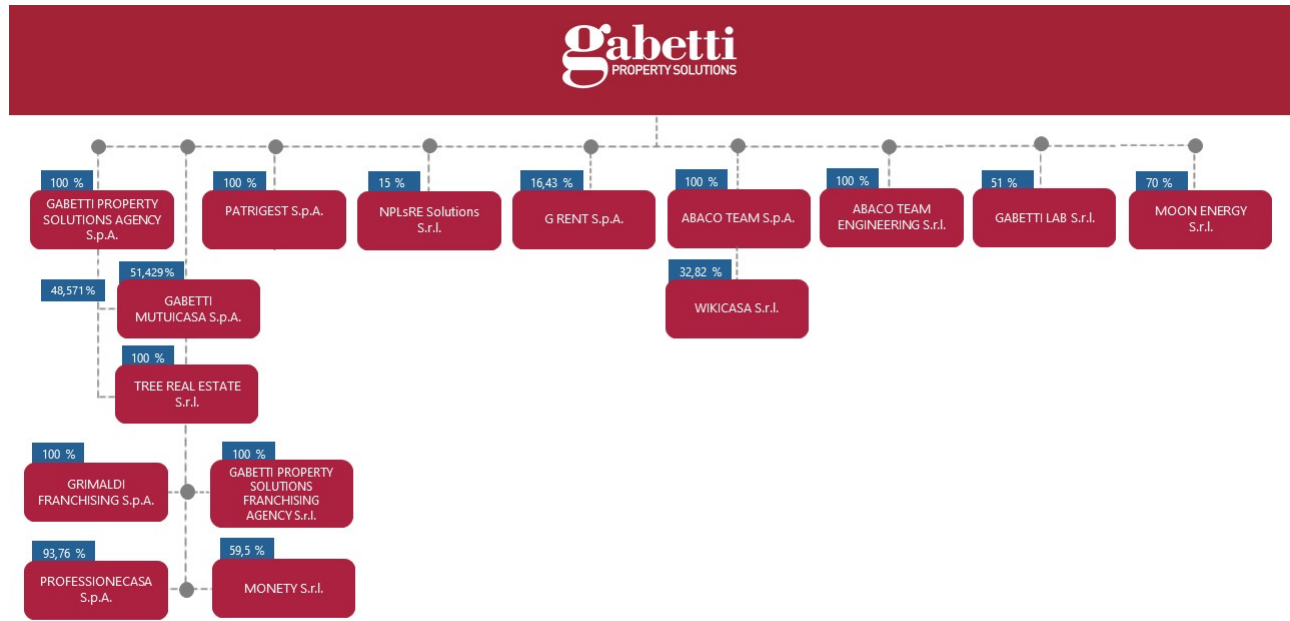 gabetti
PROPERTY SOLUTIONS
100 %
GABETTI PROPERTY
SOLUTIONS AGENCY
S.p.A.
100 %
PATRIGEST S.p.A.
15 %
NPLsRE Solutions
S.r.l.
16,43 %
G RENT S.p.A.
100 %
ABACO TEAM S.p.A.
100 %
ABACO TEAM
ENGINEERING S.r.l.
51 %
GABETTI LAB S.r.l.
70 %
MOON ENERGY
S.r.l.
48,571%
51,429%
GABETTI
MUTUICASA S.p.A.
32,82 %
WIKICASA S.r.l.
100 %
TREE REAL ESTATE
S.r.l.
100 %
GRIMALDI
FRANCHISING S.p.A.
100 %
GABETTI PROPERTY
SOLUTIONS
FRANCHISING
AGENCY S.r.l.
93,76 %
PROFESSIONECASA
S.p.A.
59,5 %
MONETY S.r.l.